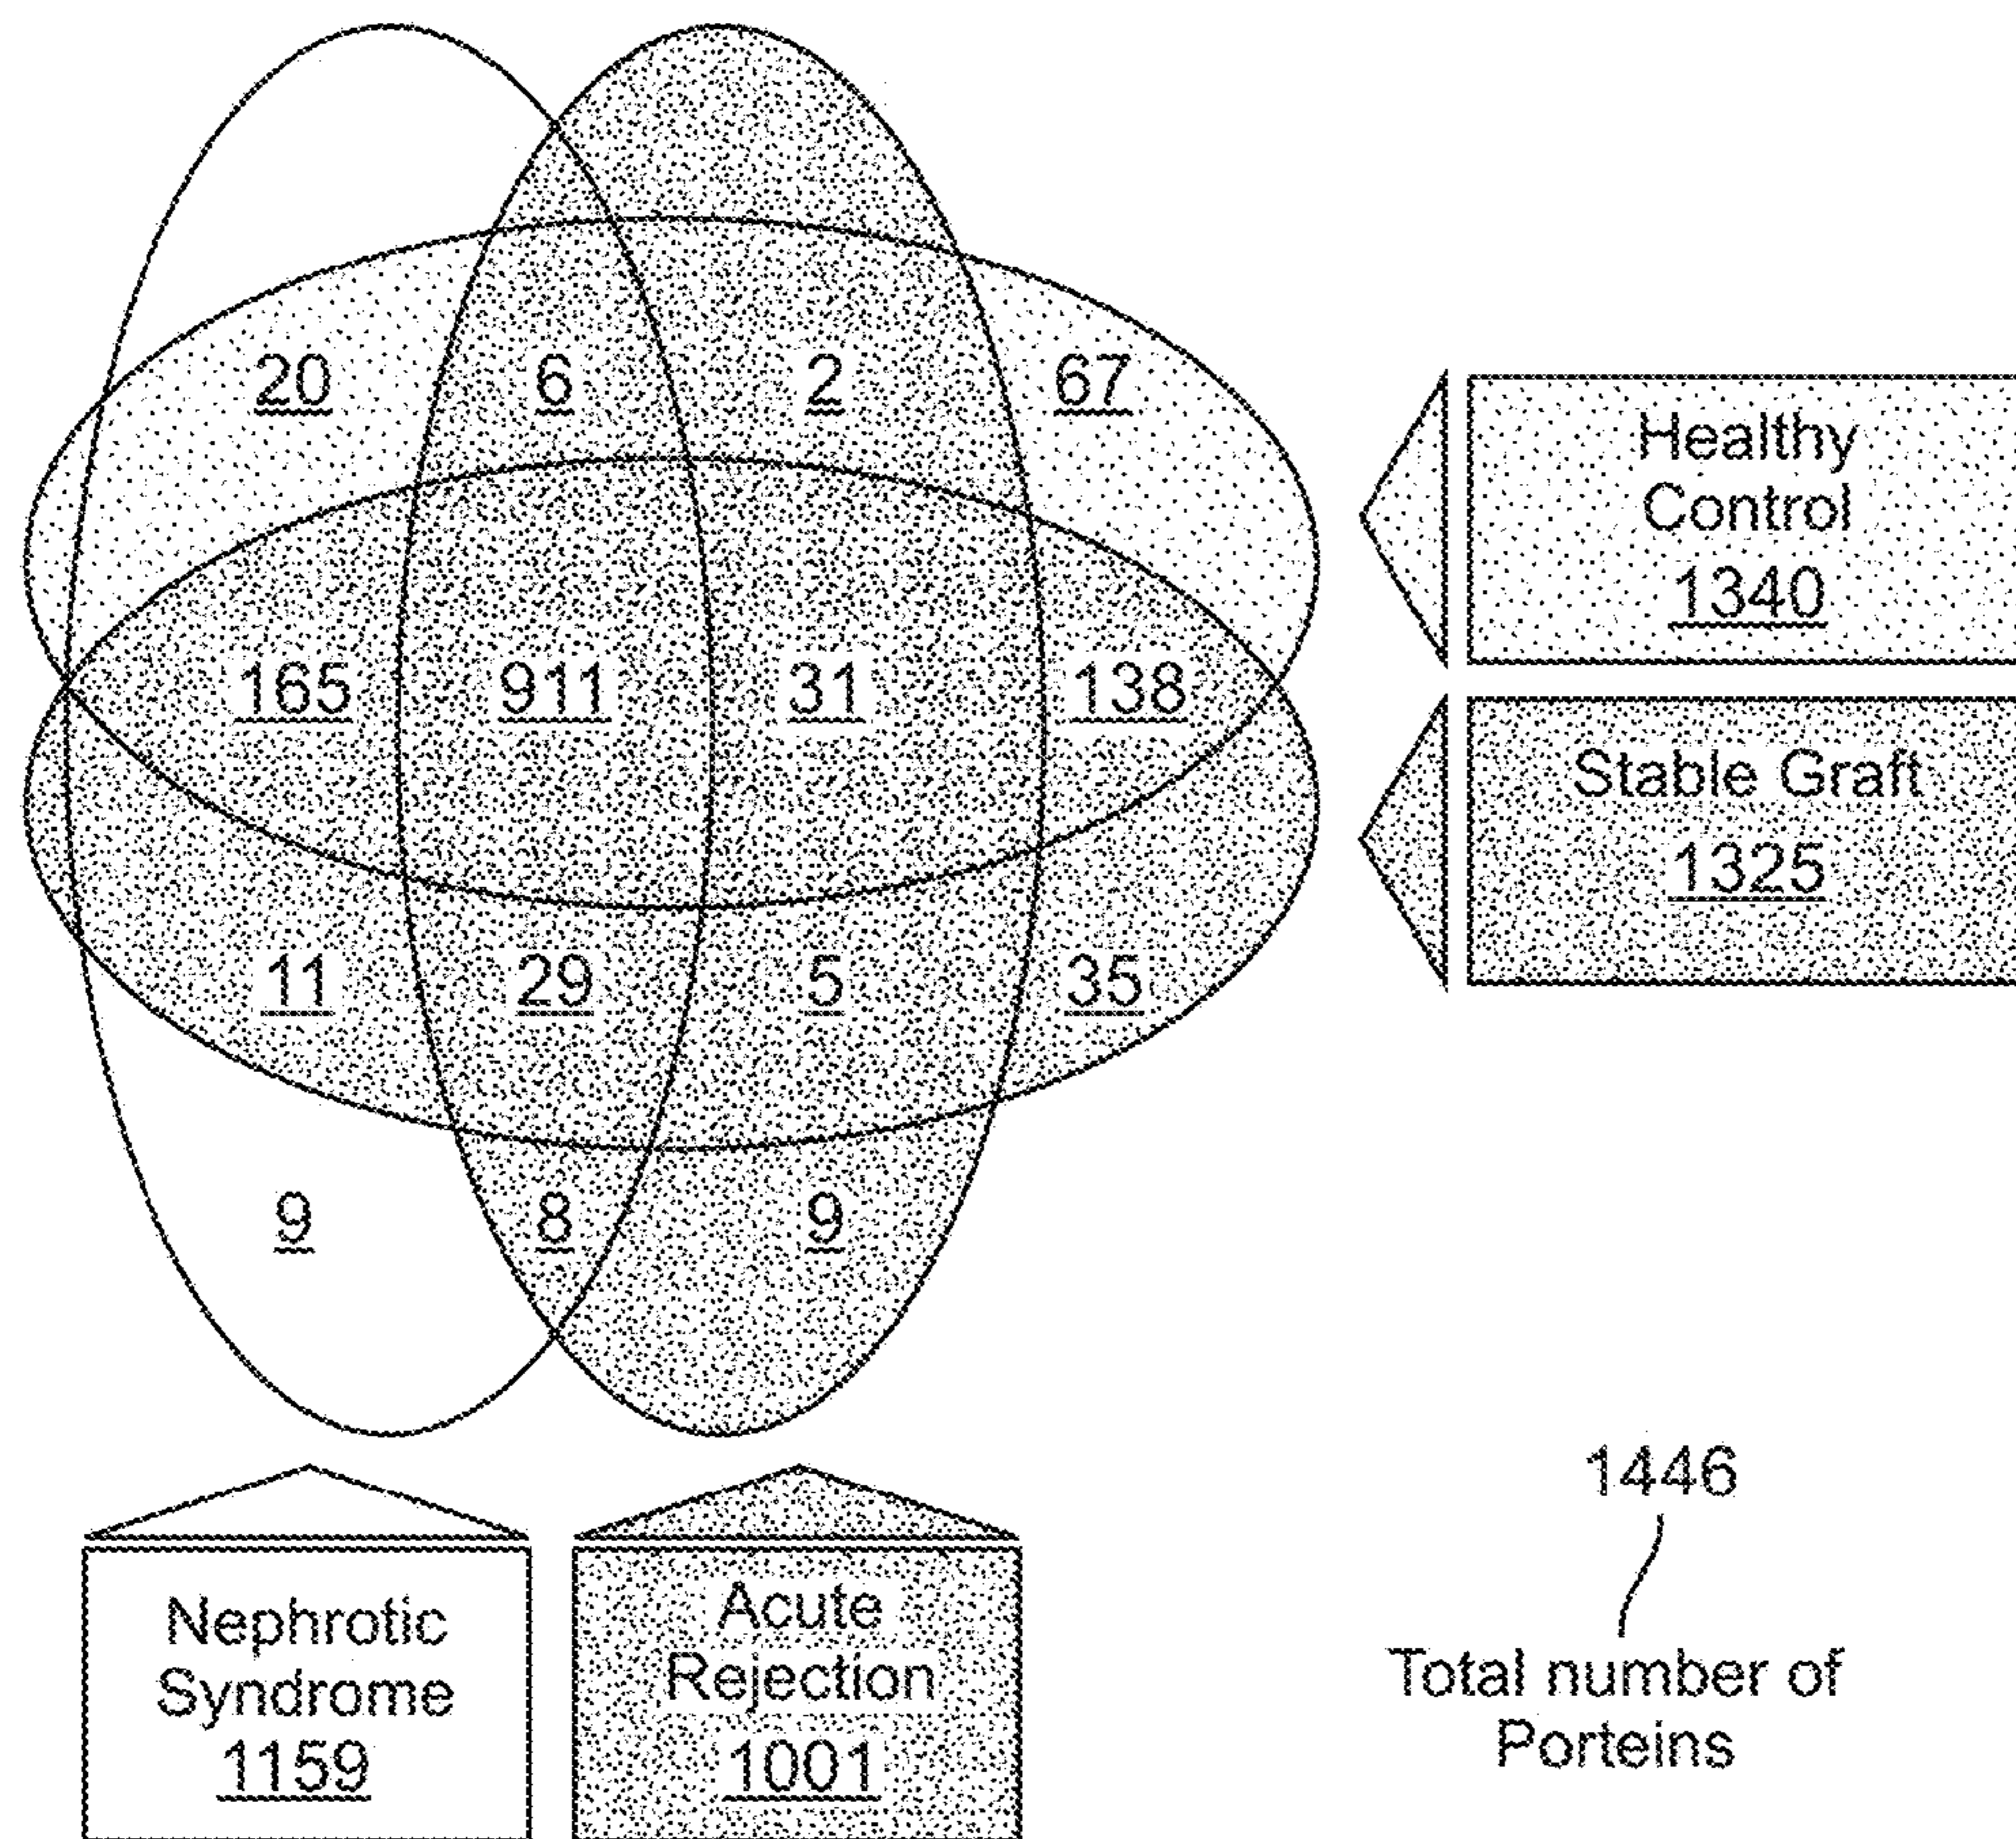 20 6 2 67
165 911 31 138
11 29 5 35
9 8 9
Healthy
Control
1340
Stable Graft
1325
Nephrotic
Syndrome
1159
Acute
Rejection
1001
1446
Total number of
Porteins